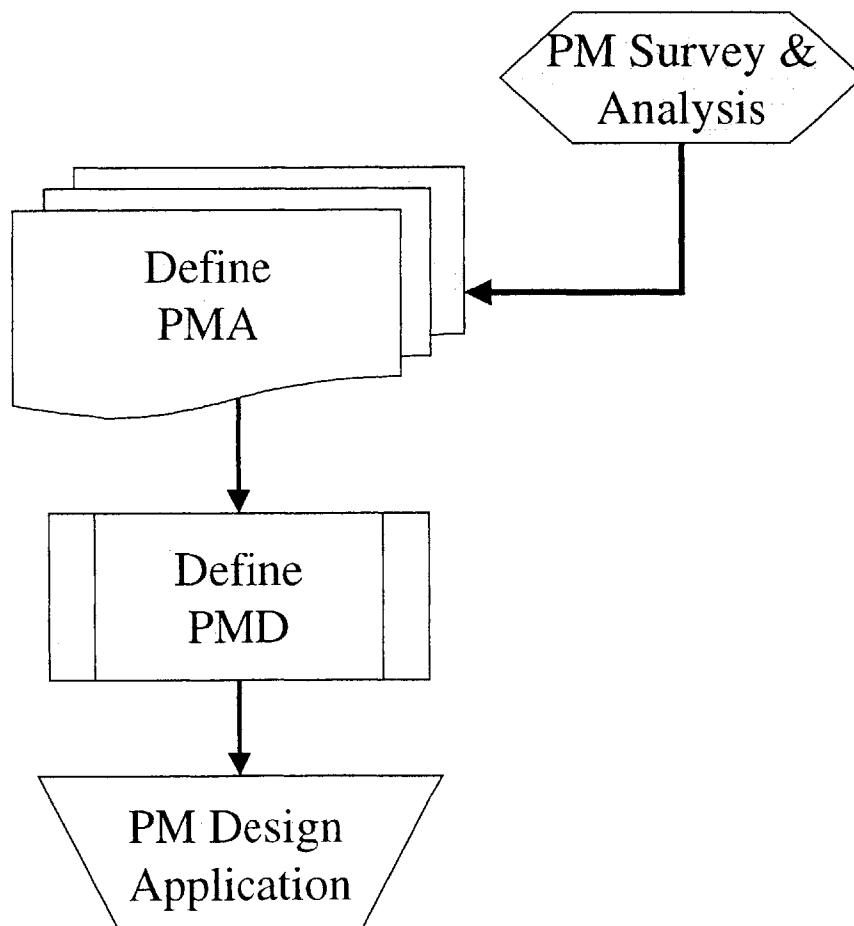 PM Survey &
Analysis
Define
PMA
Define
PMD
PM Design
Application